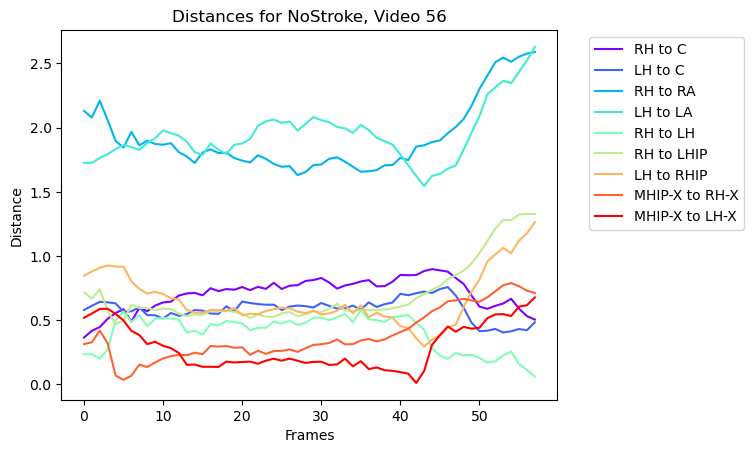 Distances for NoStroke, Video 56
Distance
2.5
2.0
1.5
1.0
0.5
0.0
0
10
20
30
40
50
Frames
RH to C
LH to C
RH to RA
LH to LA
RH to LH
RH to LHIP
LH to RHIP
MHIP-X to RH-X
MHIP-X to LH-X